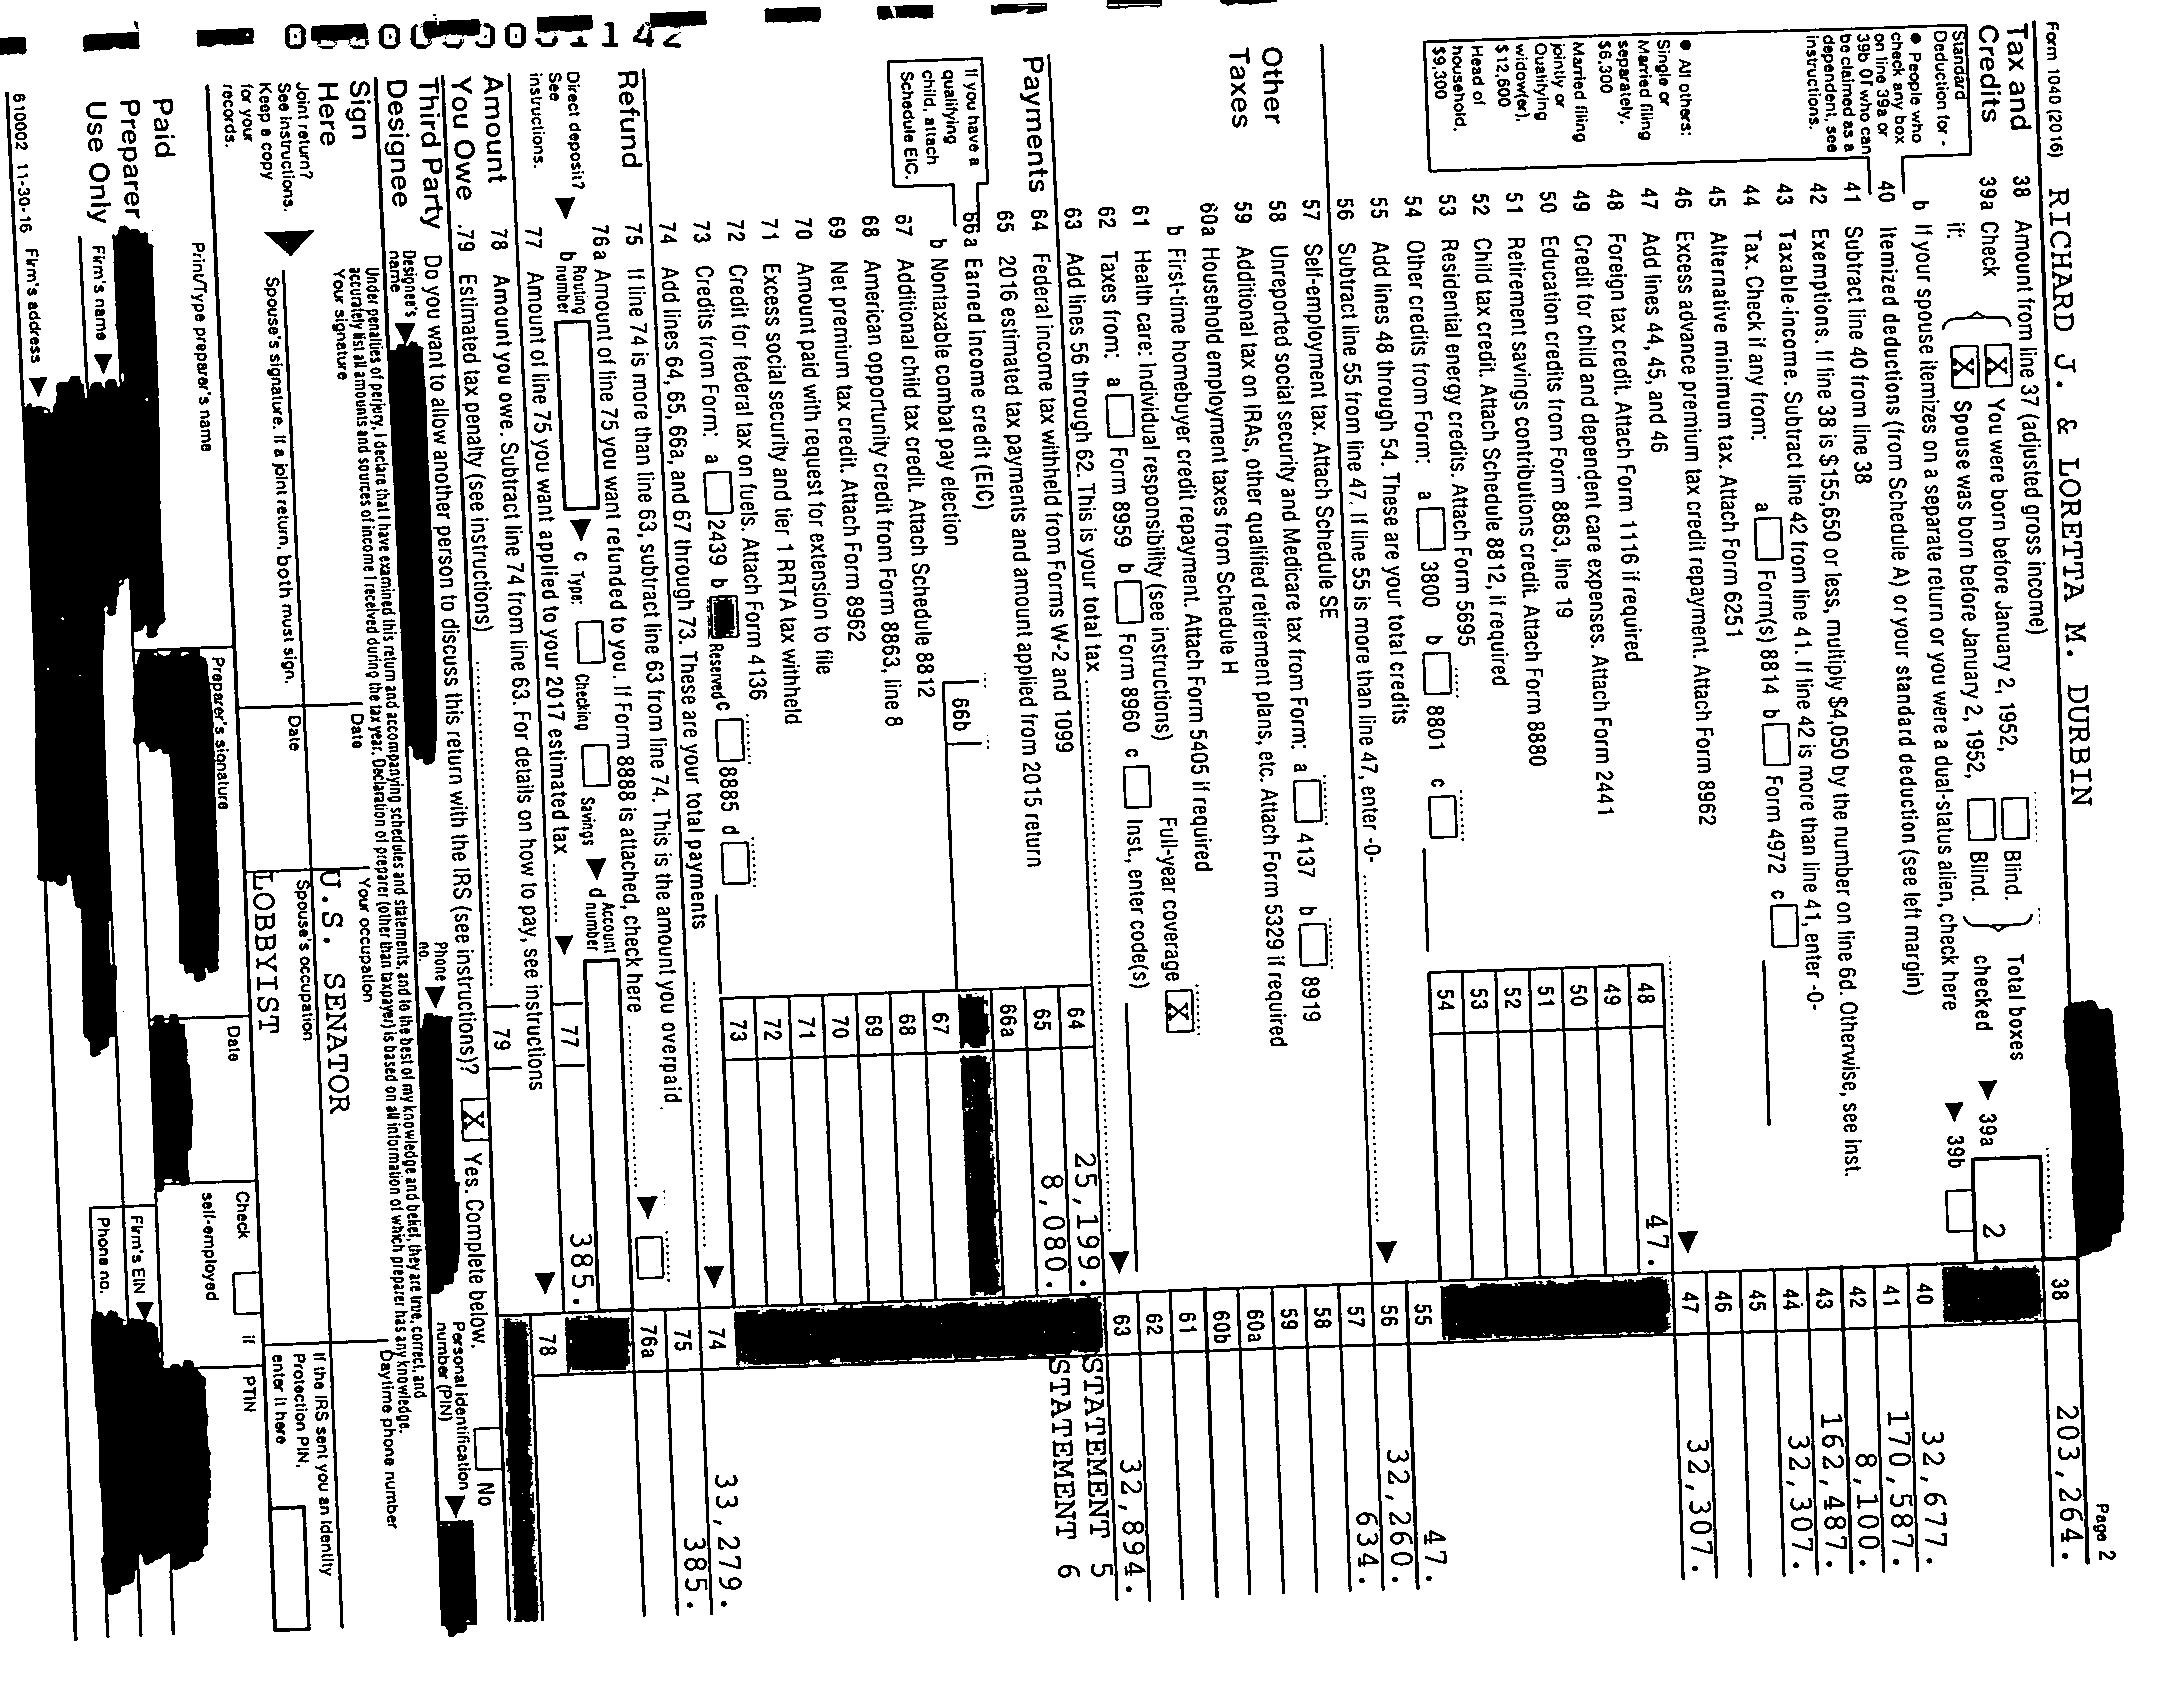 Form 1040 (2016) RICHARD J. & LORETTA M. DURBIN Page 2
Tax and Credits
38 Amount from line 37 (adjusted gross income) 38 203,264.
39a Check if: X You were born before January 2, 1952, Blind. Total boxes
X Spouse was born before January 2, 1952, Blind. checked 39a 2
b If your spouse itemizes on a separate return or you were a dual-status alien, check here 39b
Standard Deduction for -
● People who check any box on line 39a or 39b or who can be claimed as a dependent, see instructions.
● All others:
Single or Married filing separately, $6,300
Married filing jointly or Qualifying widow(er), $12,600
Head of household, $9,300
40 Itemized deductions (from Schedule A) or your standard deduction (see left margin) 40 32,677.
41 Subtract line 40 from line 38 41 170,587.
42 Exemptions. If line 38 is $155,650 or less, multiply $4,050 by the number on line 6d. Otherwise, see inst. 42 8,100.
43 Taxable income. Subtract line 42 from line 41. If line 42 is more than line 41, enter -0- 43 162,487.
44 Tax. Check if any from: a Form(s) 8814 b Form 4972 c 44 32,307.
45 Alternative minimum tax. Attach Form 6251 45
46 Excess advance premium tax credit repayment. Attach Form 8962 46
47 Add lines 44, 45, and 46 47 32,307.
48 Foreign tax credit. Attach Form 1116 if required 48 47.
49 Credit for child and dependent care expenses. Attach Form 2441 49
50 Education credits from Form 8863, line 19 50
51 Retirement savings contributions credit. Attach Form 8880 51
52 Child tax credit. Attach Schedule 8812, if required 52
53 Residential energy credits. Attach Form 5695 53
54 Other credits from Form: a 3800 b 8801 c 54
55 Add lines 48 through 54. These are your total credits 55 47.
56 Subtract line 55 from line 47. If line 55 is more than line 47, enter -0- 56 32,260.
Other Taxes
57 Self-employment tax. Attach Schedule SE 57 634.
58 Unreported social security and Medicare tax from Form: a 4137 b 8919 58
59 Additional tax on IRAs, other qualified retirement plans, etc. Attach Form 5329 if required 59
60a Household employment taxes from Schedule H 60a
b First-time homebuyer credit repayment. Attach Form 5405 if required 60b
61 Health care: Individual responsibility (see instructions) Full-year coverage X 61
62 Taxes from: a Form 8959 b Form 8960 c Inst., enter code(s) 62
63 Add lines 56 through 62. This is your total tax 63 32,894.
Payments
64 Federal income tax withheld from Forms W-2 and 1099 64 25,199. STATEMENT 5
65 2016 estimated tax payments and amount applied from 2015 return 65 8,080. STATEMENT 6
If you have a qualifying child, attach Schedule EIC.
66a Earned income credit (EIC) 66a
b Nontaxable combat pay election 66b
67 Additional child tax credit. Attach Schedule 8812 67
68 American opportunity credit from Form 8863, line 8 68
69 Net premium tax credit. Attach Form 8962 69
70 Amount paid with request for extension to file 70
71 Excess social security and tier 1 RRTA tax withheld 71
72 Credit for federal tax on fuels. Attach Form 4136 72
73 Credits from Form: a 2439 b Reserved c 8885 d 73
74 Add lines 64, 65, 66a, and 67 through 73. These are your total payments 74 33,279.
Refund
75 If line 74 is more than line 63, subtract line 63 from line 74. This is the amount you overpaid 75 385.
76a Amount of line 75 you want refunded to you. If Form 8888 is attached, check here 76a
Direct deposit? See instructions.
b Routing number c Type: Checking Savings d Account number
77 Amount of line 75 you want applied to your 2017 estimated tax 77 385.
Amount You Owe
78 Amount you owe. Subtract line 74 from line 63. For details on how to pay, see instructions 78
79 Estimated tax penalty (see instructions) 79
Third Party Designee
Do you want to allow another person to discuss this return with the IRS (see instructions)? X Yes. Complete below. No
Designee's name Phone no. Personal identification number (PIN)
Sign Here
Under penalties of perjury, I declare that I have examined this return and accompanying schedules and statements, and to the best of my knowledge and belief, they are true, correct, and
accurately list all amounts and sources of income I received during the tax year. Declaration of preparer (other than taxpayer) is based on all information of which preparer has any knowledge.
Joint return? See instructions. Keep a copy for your records.
Your signature Date Your occupation Daytime phone number
U.S. SENATOR
Spouse's signature. If a joint return, both must sign. Date Spouse's occupation If the IRS sent you an Identity Protection PIN, enter it here
LOBBYIST
Paid Preparer Use Only
Print/Type preparer's name Preparer's signature Date Check if self-employed PTIN
Firm's name Firm's EIN
Phone no.
Firm's address
610002 11-30-16